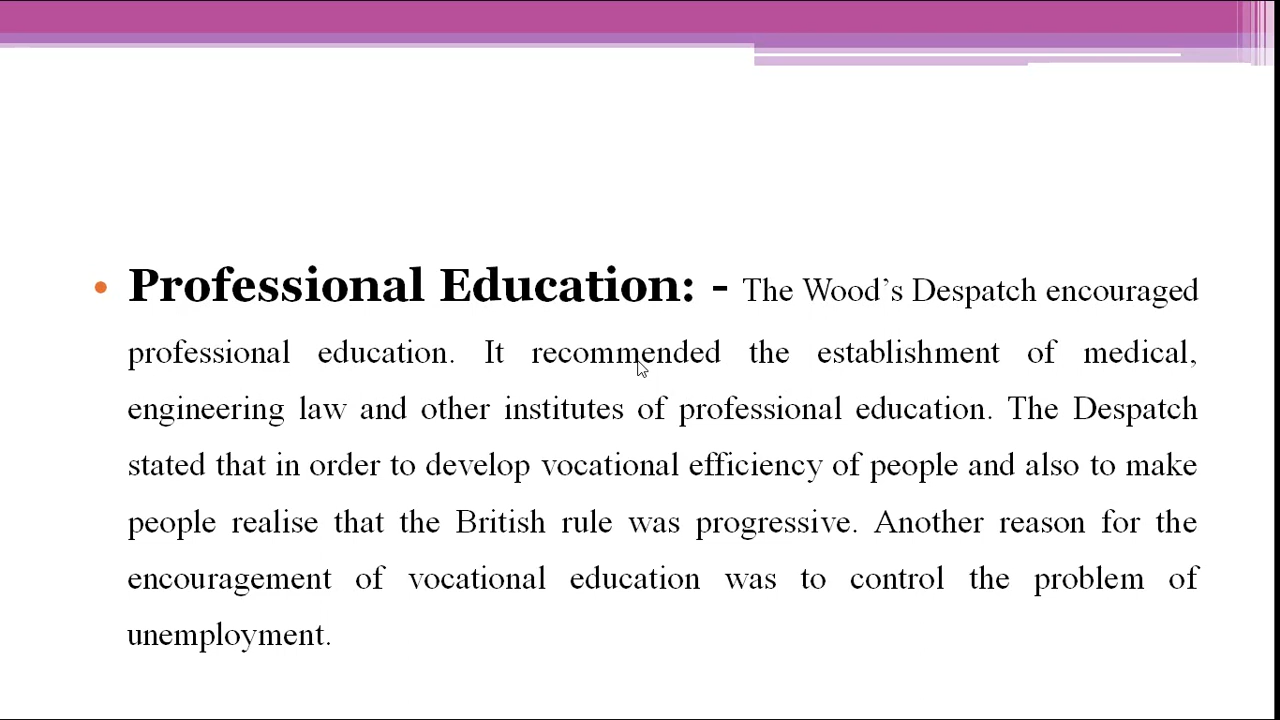 • Professional Education: - The Wood’s Despatch encouraged
professional education. It recommended the establishment of medical,
engineering law and other institutes of professional education. The Despatch
stated that in order to develop vocational efficiency of people and also to make
people realise that the British rule was progressive. Another reason for the
encouragement of vocational education was to control the problem of
unemployment.